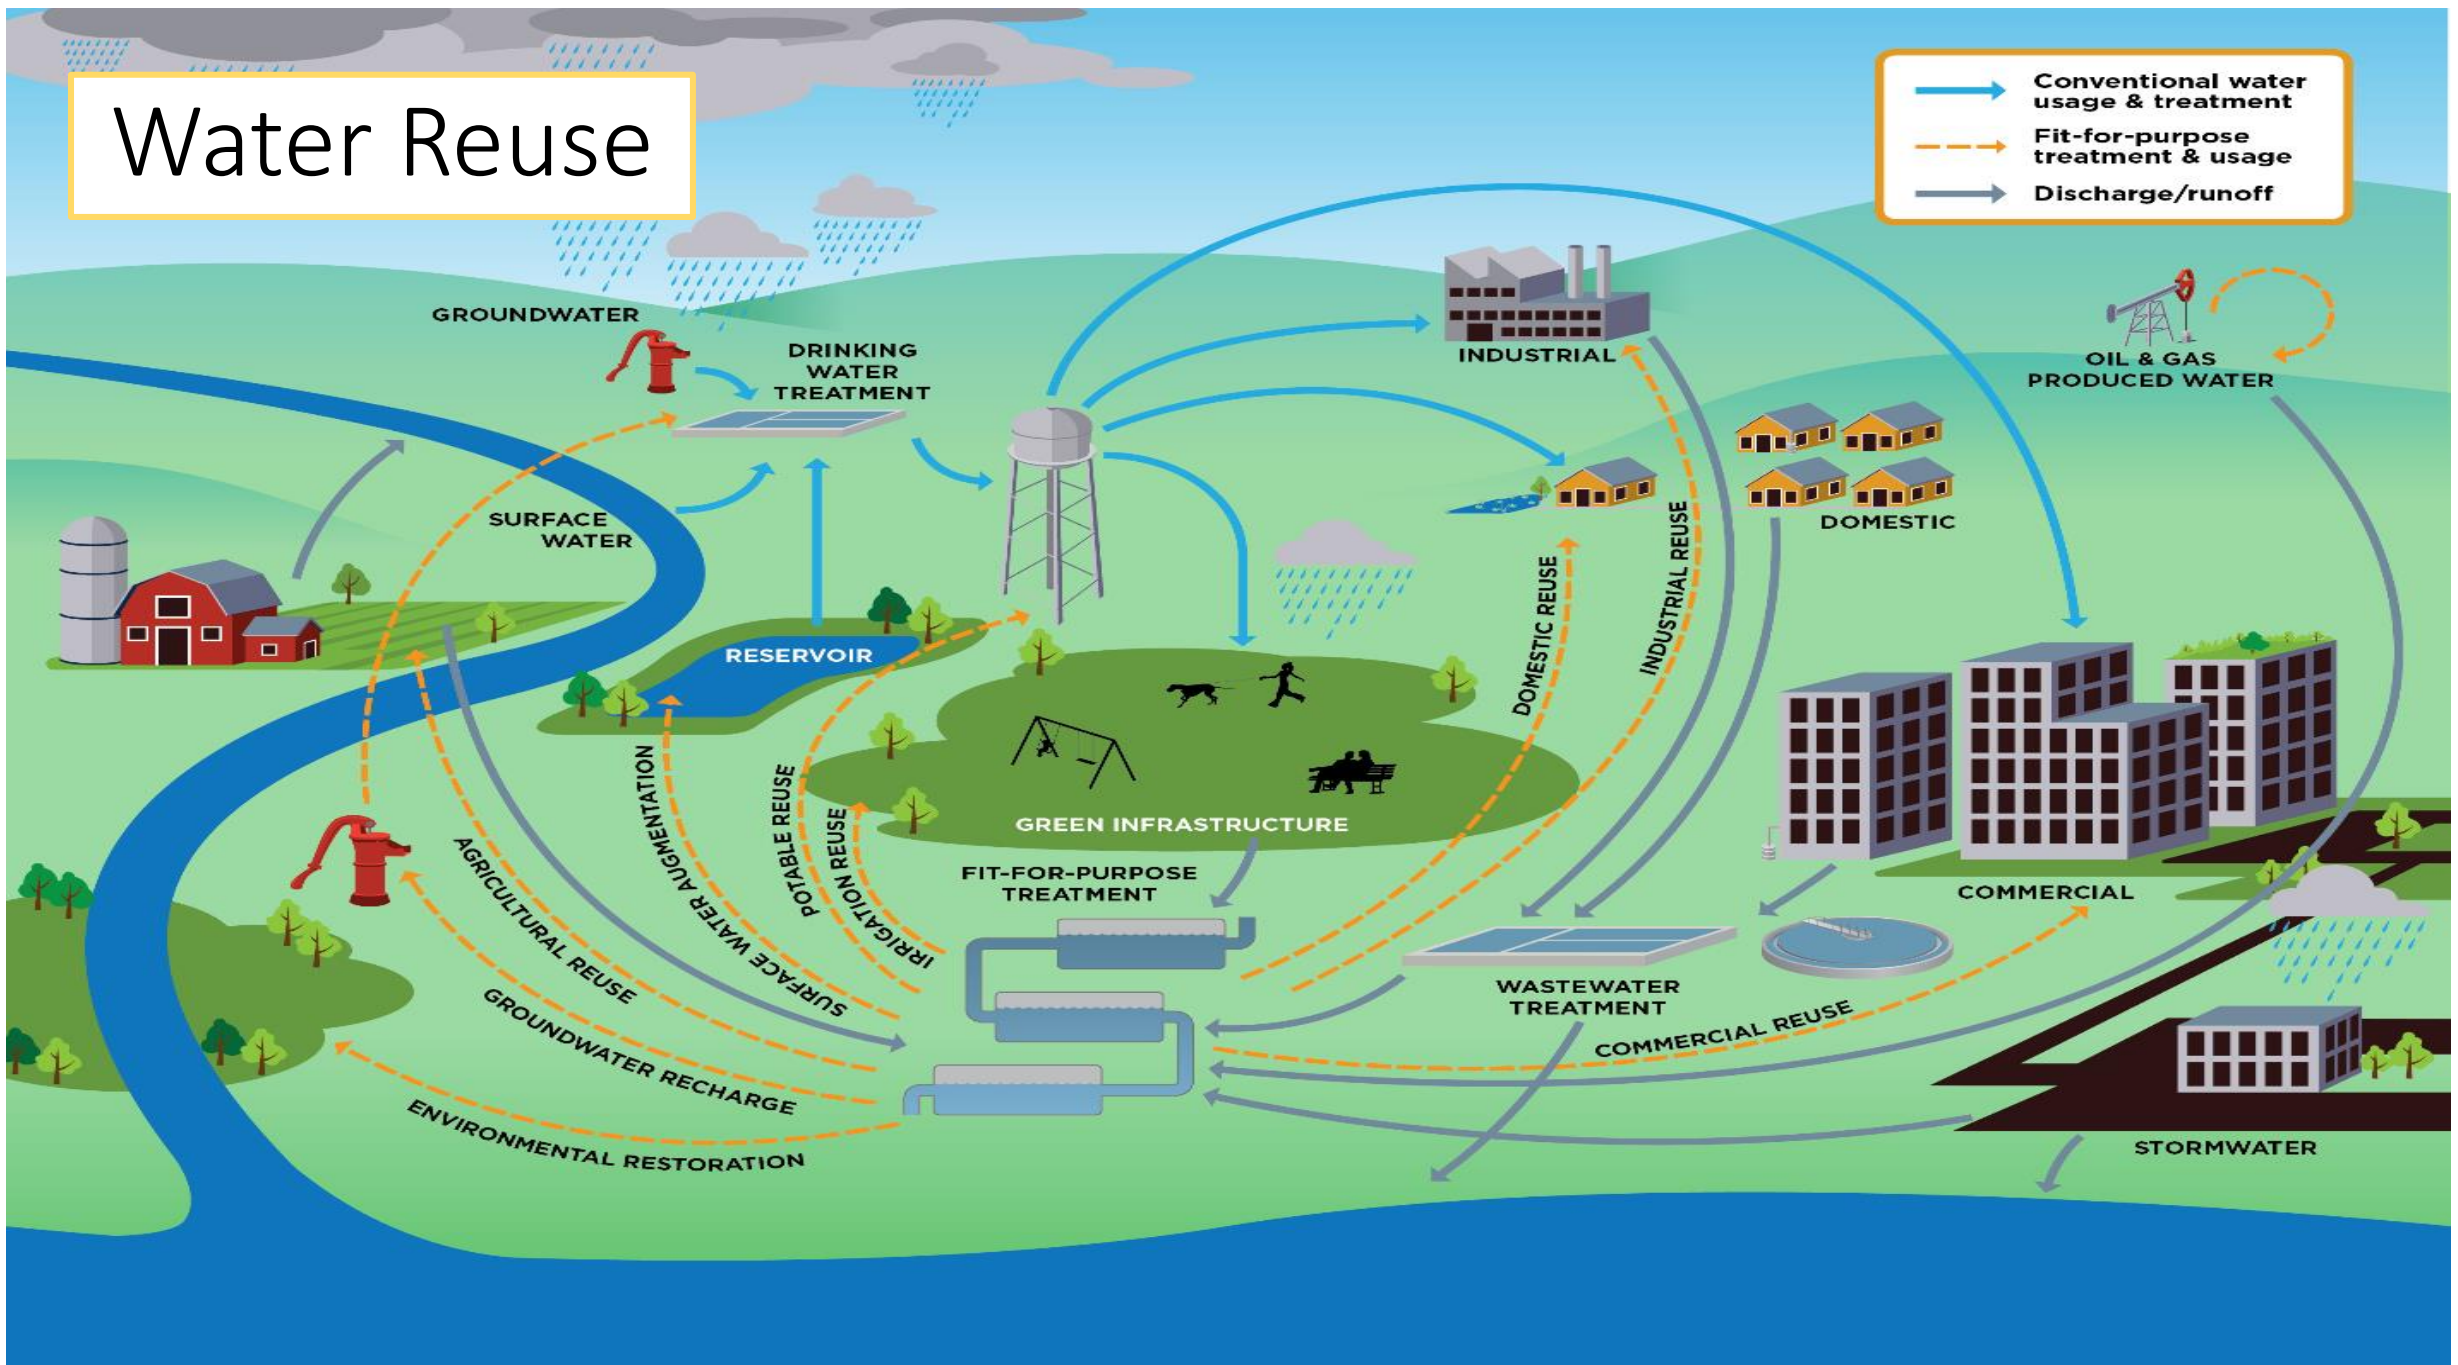 Water Reuse
Conventional water
usage & treatment
Fit-for-purpose
treatment & usage
Discharge/runoff
GROUNDWATER
DRINKING
WATER
TREATMENT
INDUSTRIAL
OIL & GAS
PRODUCED WATER
SURFACE
WATER
DOMESTIC
RESERVOIR
DOMESTIC REUSE
INDUSTRIAL REUSE
GREEN INFRASTRUCTURE
FIT-FOR-PURPOSE
TREATMENT
COMMERCIAL
AGRICULTURAL REUSE
SURFACE WATER AUGMENTATION
POTABLE REUSE
IRRIGATION REUSE
WASTEWATER
TREATMENT
COMMERCIAL REUSE
GROUNDWATER RECHARGE
ENVIRONMENTAL RESTORATION
STORMWATER